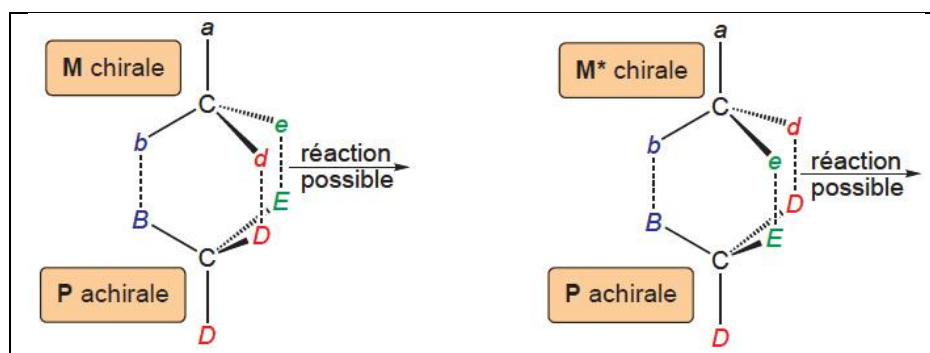 a
M chirale
C
e
b
d
réaction
possible
E
B
D
C
P achirale
D
a
M* chirale
C
d
b
e
réaction
possible
D
B
E
C
P achirale
D